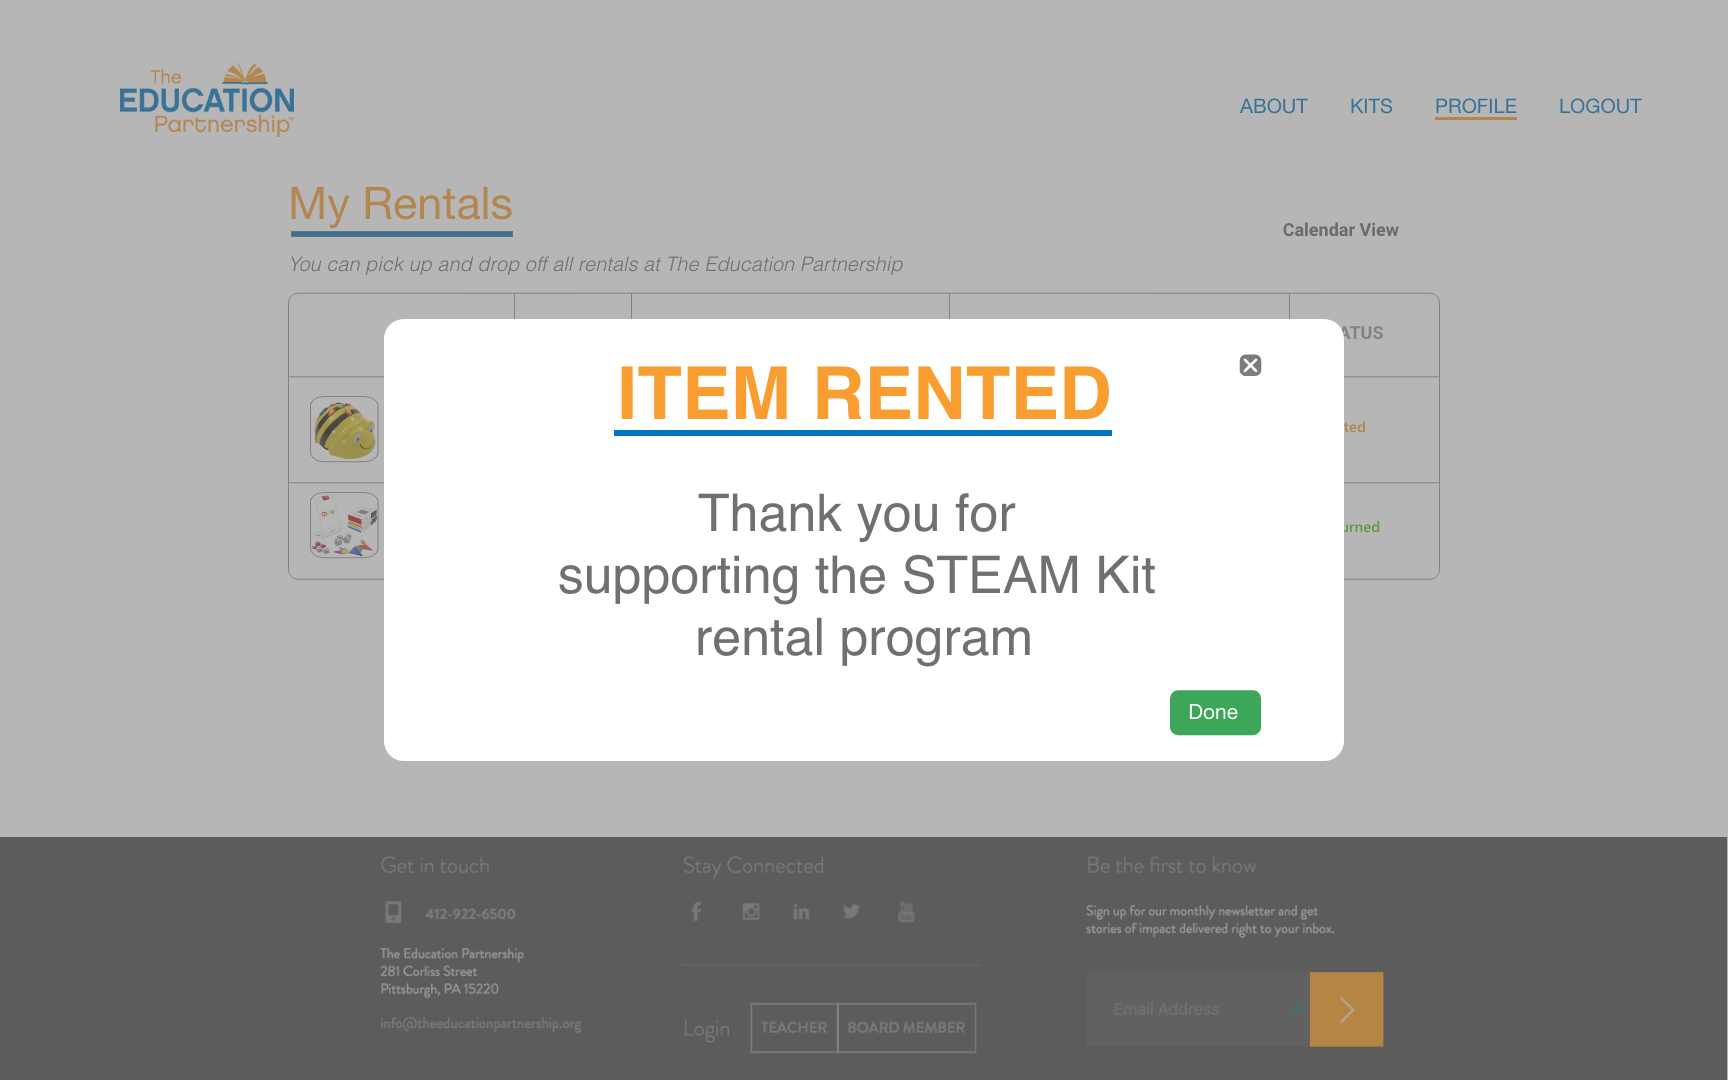 The
EDUCATION
Partnership™
ABOUT KITS PROFILE LOGOUT
My Rentals
Calendar View
You can pick up and drop off all rentals at The Education Partnership
ATUS
ted
urned
ITEM RENTED
Thank you for
supporting the STEAM Kit
rental program
Done
Get in touch
412-922-6500
The Education Partnership
281 Corliss Street
Pittsburgh, PA 15220
info@theeducationpartnership.org
Stay Connected
Login TEACHER BOARD MEMBER
Be the first to know
Sign up for our monthly newsletter and get
stories of impact delivered right to your inbox.
Email Address